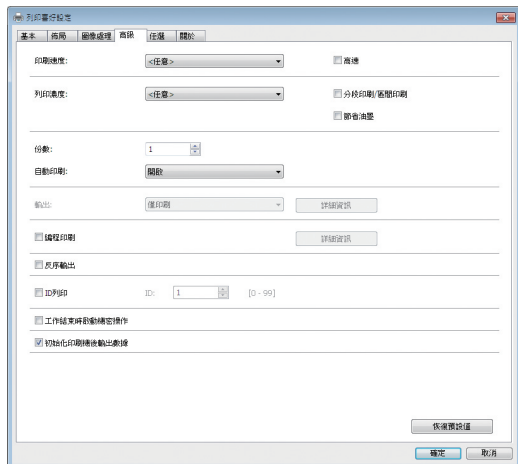 列印喜好設定
基本 佈局 圖像處理 高級 任選 關於
印刷速度: <任意> 高速
列印濃度: <任意> 分段印刷/區間印刷
節省油墨
份數: 1
自動印刷: 開啟
輸出: 僅印刷 詳細資訊
編程印刷 詳細資訊
反序輸出
ID列印 ID: 1 [0 - 99]
工作結束時啟動機密操作
初始化印刷機後輸出數據
恢復預設值
確定 取消